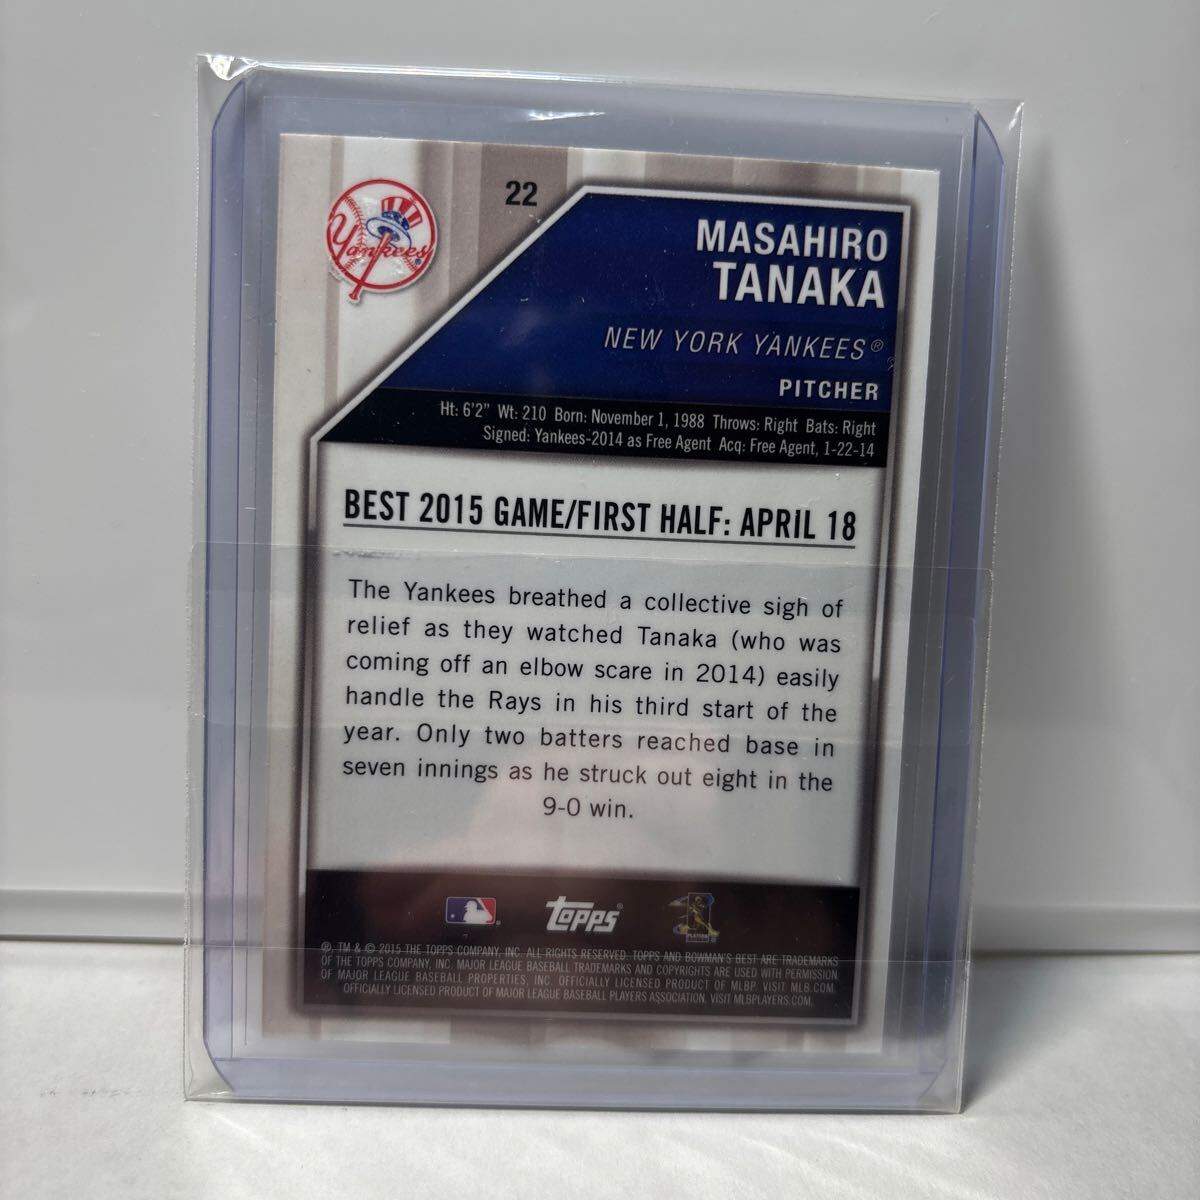 Yankees
22
MASAHIRO
TANAKA
NEW YORK YANKEES®
PITCHER
Ht: 6'2" Wt: 210 Born: November 1, 1988 Throws: Right Bats: Right
Signed: Yankees-2014 as Free Agent Acq: Free Agent, 1-22-14
BEST 2015 GAME/FIRST HALF: APRIL 18
The Yankees breathed a collective sigh of
relief as they watched Tanaka (who was
coming off an elbow scare in 2014) easily
handle the Rays in his third start of the
year. Only two batters reached base in
seven innings as he struck out eight in the
9-0 win.
topps
®, TM & © 2015 THE TOPPS COMPANY, INC. ALL RIGHTS RESERVED. TOPPS AND BOWMAN'S BEST ARE TRADEMARKS
OF THE TOPPS COMPANY, INC. MAJOR LEAGUE BASEBALL TRADEMARKS AND COPYRIGHTS ARE USED WITH PERMISSION
OF MAJOR LEAGUE BASEBALL PROPERTIES, INC. OFFICIALLY LICENSED PRODUCT OF MLBP. VISIT MLB.COM.
OFFICIALLY LICENSED PRODUCT OF MAJOR LEAGUE BASEBALL PLAYERS ASSOCIATION. VISIT MLBPLAYERS.COM.